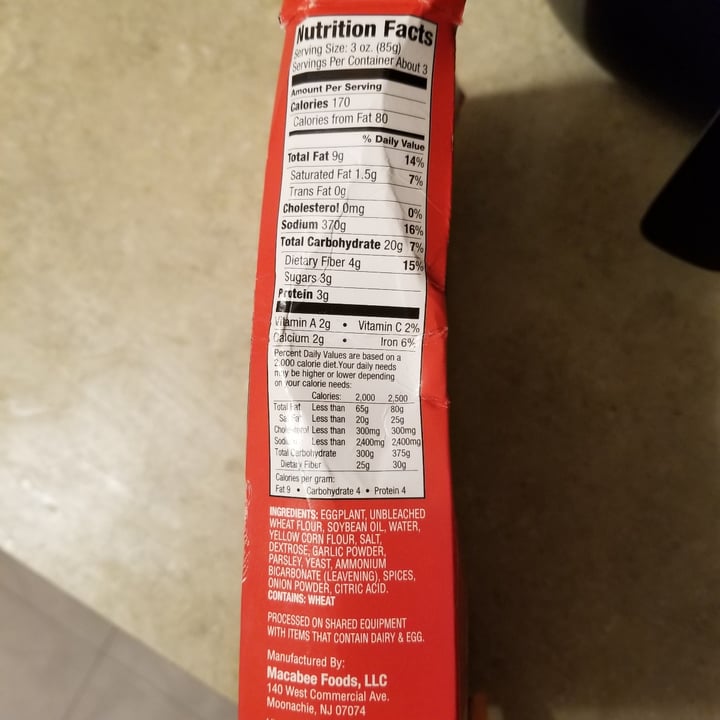 Nutrition Facts
Serving Size: 3 oz. (85g)
Servings Per Container About 3
Amount Per Serving
Calories 170
Calories from Fat 80
% Daily Value
Total Fat 9g 14%
Saturated Fat 1.5g 7%
Trans Fat 0g
Cholesterol 0mg 0%
Sodium 370g 16%
Total Carbohydrate 20g 7%
Dietary Fiber 4g 15%
Sugars 3g
Protein 3g
Vitamin A 2g • Vitamin C 2%
Calcium 2g • Iron 6%
Percent Daily Values are based on a
2,000 calorie diet.Your daily needs
may be higher or lower depending
on your calorie needs:
Calories: 2,000 2,500
Total Fat Less than 65g 80g
Sat Fat Less than 20g 25g
Cholesterol Less than 300mg 300mg
Sodium Less than 2,400mg 2,400mg
Total Carbohydrate 300g 375g
Dietary Fiber 25g 30g
Calories per gram:
Fat 9 • Carbohydrate 4 • Protein 4
INGREDIENTS: EGGPLANT, UNBLEACHED
WHEAT FLOUR, SOYBEAN OIL, WATER,
YELLOW CORN FLOUR, SALT,
DEXTROSE, GARLIC POWDER,
PARSLEY, YEAST, AMMONIUM
BICARBONATE (LEAVENING), SPICES,
ONION POWDER, CITRIC ACID.
CONTAINS: WHEAT
PROCESSED ON SHARED EQUIPMENT
WITH ITEMS THAT CONTAIN DAIRY & EGG.
Manufactured By:
Macabee Foods, LLC
140 West Commercial Ave.
Moonachie, NJ 07074